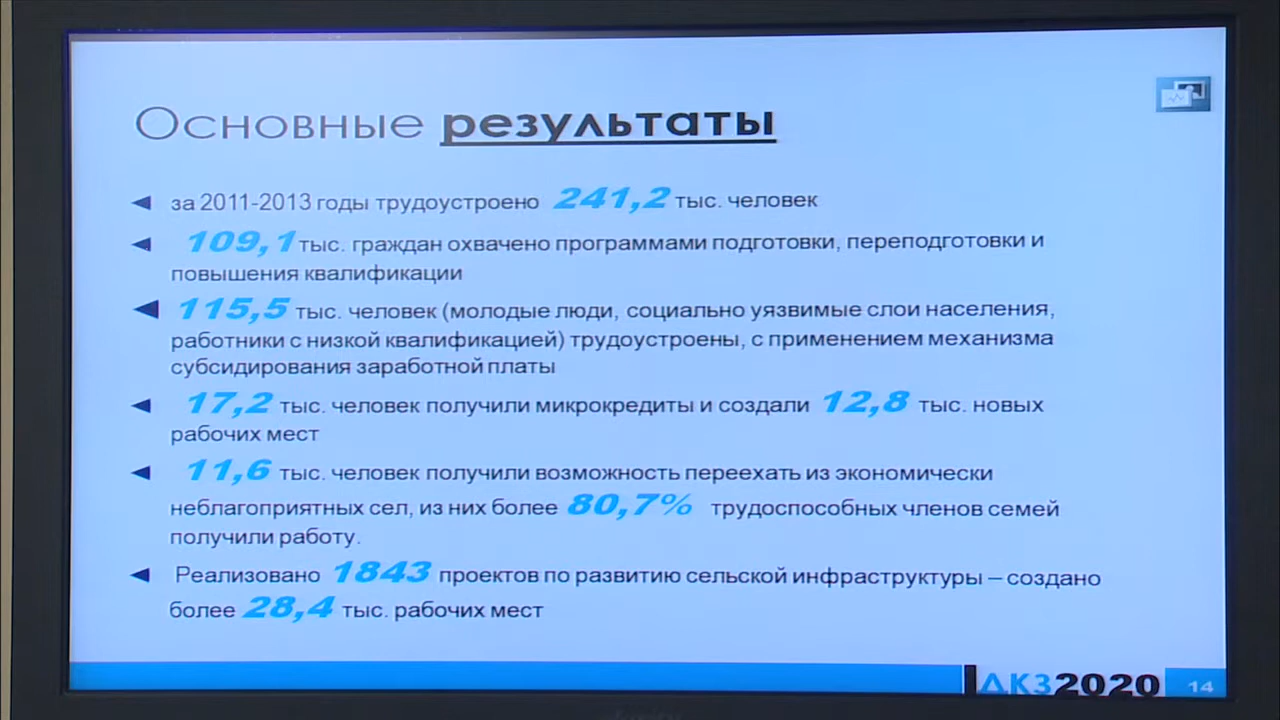 Основные результаты
за 2011-2013 годы трудоустроено 241,2 тыс. человек
109,1 тыс. граждан охвачено программами подготовки, переподготовки и
повышения квалификации
115,5 тыс. человек (молодые люди, социально уязвимые слои населения,
работники с низкой квалификацией) трудоустроены, с применением механизма
субсидирования заработной платы
17,2 тыс. человек получили микрокредиты и создали 12,8 тыс. новых
рабочих мест
11,6 тыс. человек получили возможность переехать из экономически
неблагоприятных сел, из них более 80,7% трудоспособных членов семей
получили работу.
Реализовано 1843 проектов по развитию сельской инфраструктуры – создано
более 28,4 тыс. рабочих мест
ДКЗ2020 14